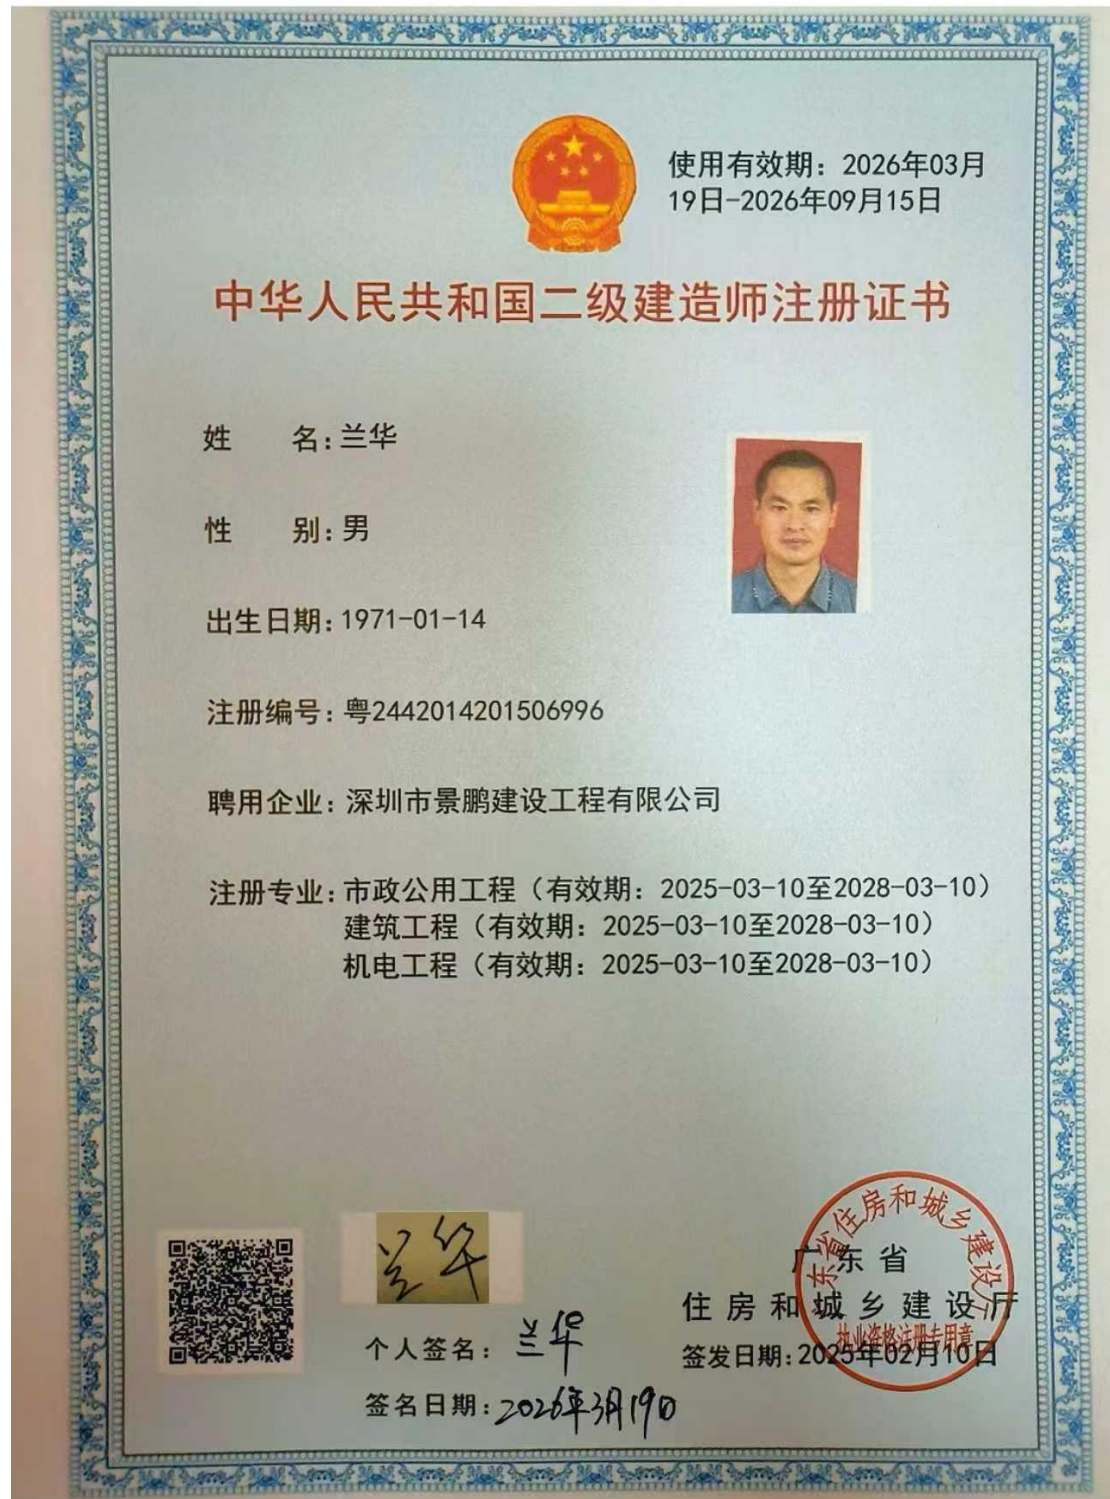 使用有效期：2026年03月
19日-2026年09月15日
中华人民共和国二级建造师注册证书
姓 名：兰华
性 别：男
出生日期：1971-01-14
注册编号：粤2442014201506996
聘用企业：深圳市景鹏建设工程有限公司
注册专业：市政公用工程（有效期：2025-03-10至2028-03-10）
建筑工程（有效期：2025-03-10至2028-03-10）
机电工程（有效期：2025-03-10至2028-03-10）
兰华
个人签名：兰华
签名日期：2026年3月19日
广东省住房和城乡建设厅
执业资格注册专用章
广东省
住房和城乡建设厅
签发日期：2025年02月10日